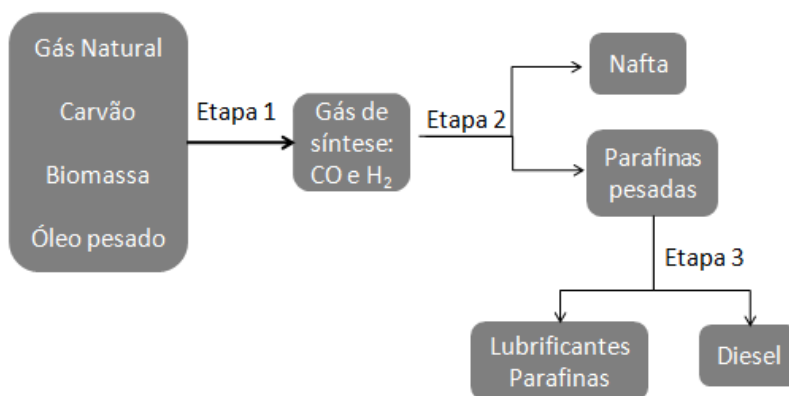 Gás Natural
Carvão
Biomassa
Óleo pesado
Etapa 1
Gás de
síntese:
CO e H₂
Etapa 2
Nafta
Parafinas
pesadas
Etapa 3
Lubrificantes
Parafinas
Diesel